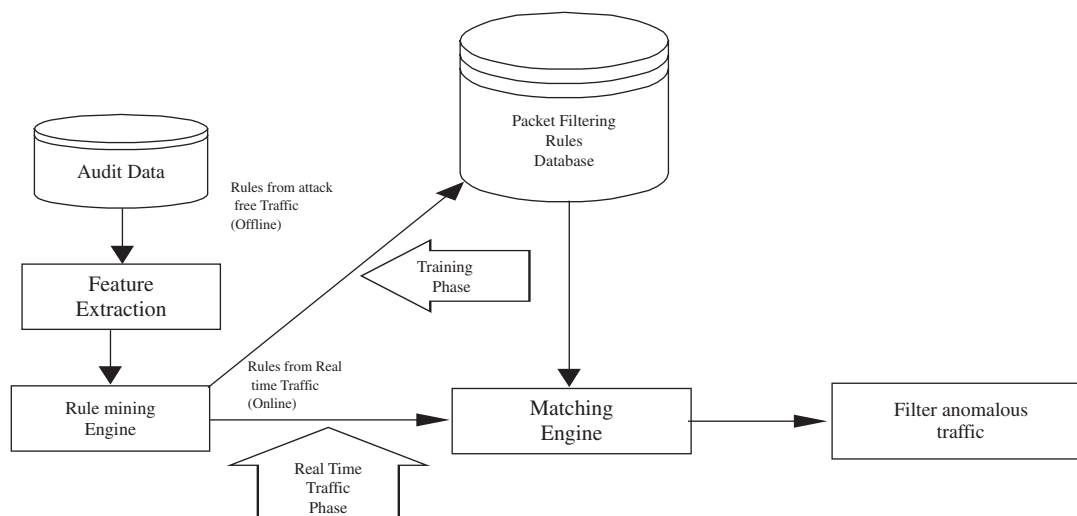 Packet Filtering
Rules
Database
Audit Data
Rules from attack
free Traffic
(Offline)
Training
Phase
Feature
Extraction
Rules from Real
time Traffic
(Online)
Rule mining
Engine
Matching
Engine
Filter anomalous
traffic
Real Time
Traffic
Phase